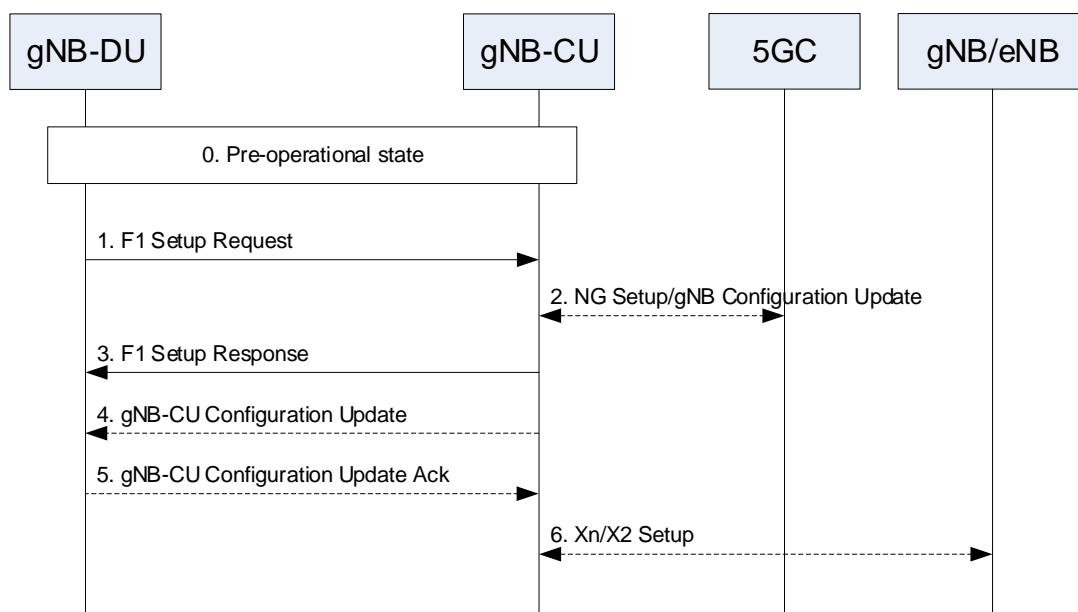 gNB-DU
gNB-CU
5GC
gNB/eNB
0. Pre-operational state
1. F1 Setup Request
2. NG Setup/gNB Configuration Update
3. F1 Setup Response
4. gNB-CU Configuration Update
5. gNB-CU Configuration Update Ack
6. Xn/X2 Setup